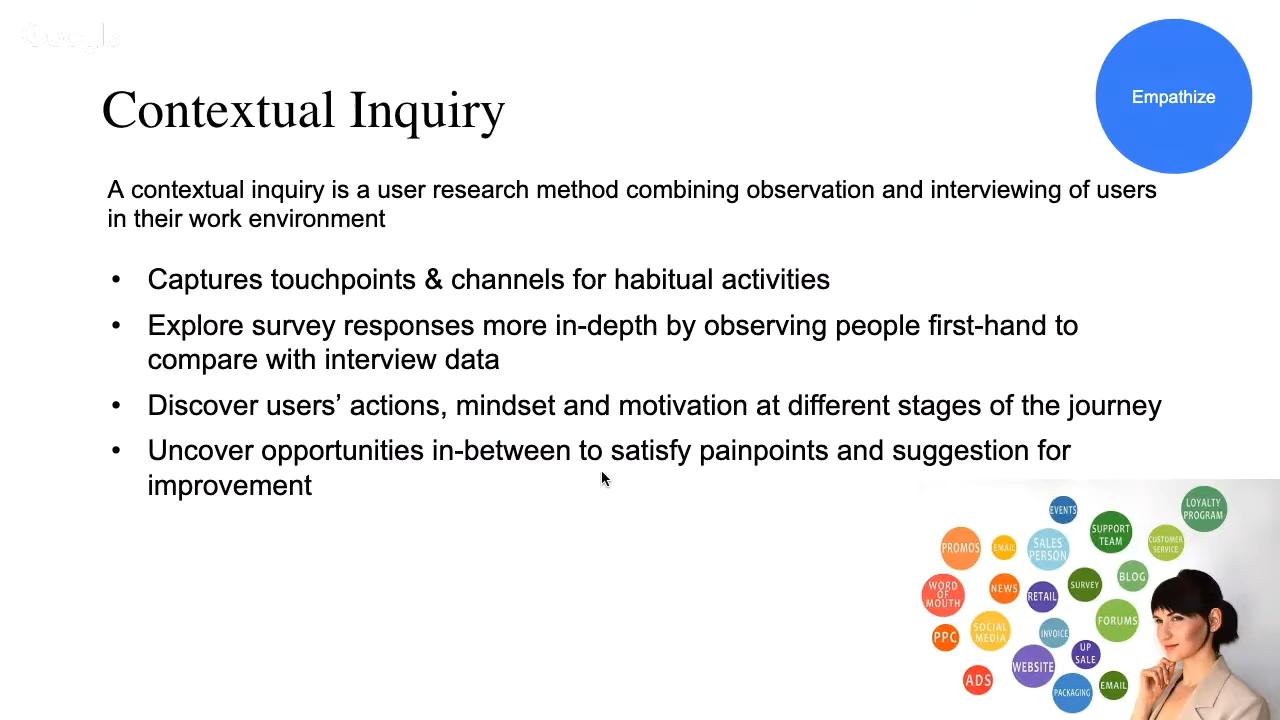 Google
Empathize
Contextual Inquiry
A contextual inquiry is a user research method combining observation and interviewing of users
in their work environment
• Captures touchpoints & channels for habitual activities
• Explore survey responses more in-depth by observing people first-hand to
compare with interview data
• Discover users’ actions, mindset and motivation at different stages of the journey
• Uncover opportunities in-between to satisfy painpoints and suggestion for
improvement
EVENTS
LOYALTY
PROGRAM
PROMOS
EMAIL
SALES
PERSON
SUPPORT
TEAM
CUSTOMER
SERVICE
WORD
OF
MOUTH
NEWS
RETAIL
SURVEY
BLOG
PPC
SOCIAL
MEDIA
INVOICE
FORUMS
UP
SALE
ADS
WEBSITE
PACKAGING
EMAIL